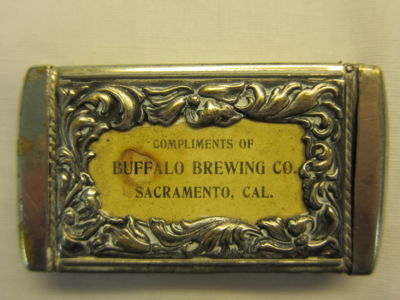 COMPLIMENTS OF
BUFFALO BREWING CO.
SACRAMENTO, CAL.